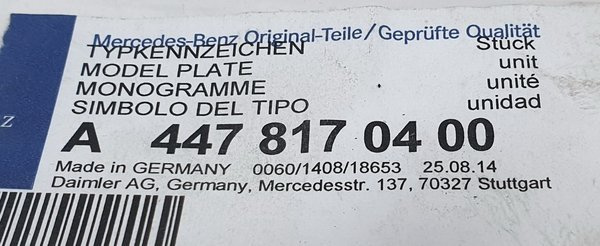 Mercedes-Benz Original-Teile/Geprüfte Qualität
TYPKENNZEICHEN Stück
MODEL PLATE unit
MONOGRAMME unité
SIMBOLO DEL TIPO unidad
z
A 447 817 04 00
Made in GERMANY 0060/1408/18653 25.08.14
Daimler AG, Germany, Mercedesstr. 137, 70327 Stuttgart